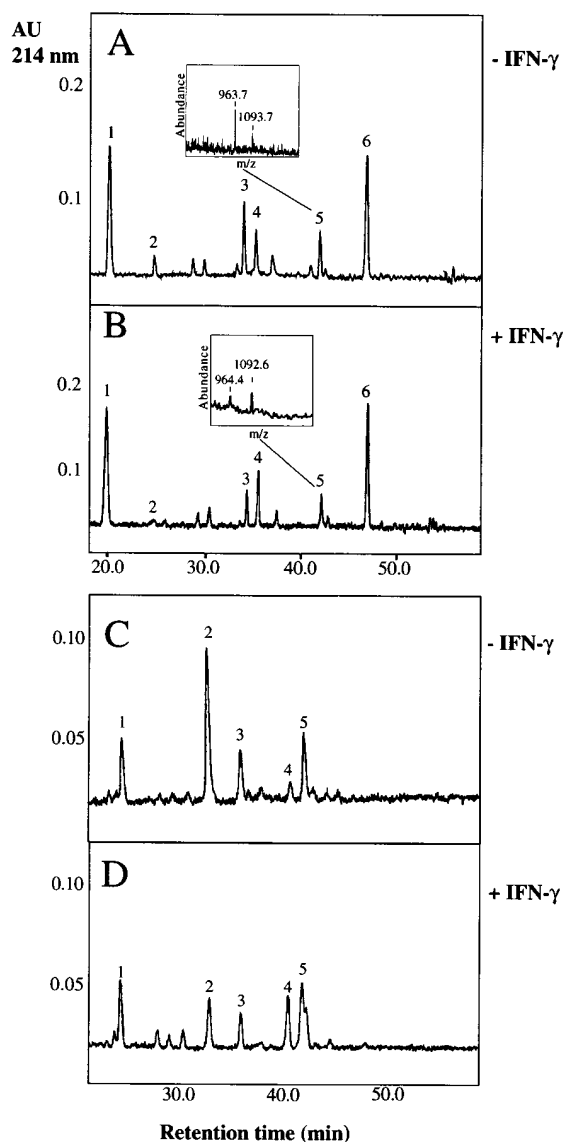 AU
214 nm
A
- IFN-γ
0.2
0.1
Abundance
963.7
1093.7
m/z
1
2
3
4
5
6
B
+ IFN-γ
0.2
0.1
Abundance
964.4
1092.6
m/z
1
2
3
4
5
6
20.0 30.0 40.0 50.0
C
- IFN-γ
0.10
0.05
1
2
3
4
5
D
+ IFN-γ
0.10
0.05
1
2
3
4
5
30.0 40.0 50.0
Retention time (min)